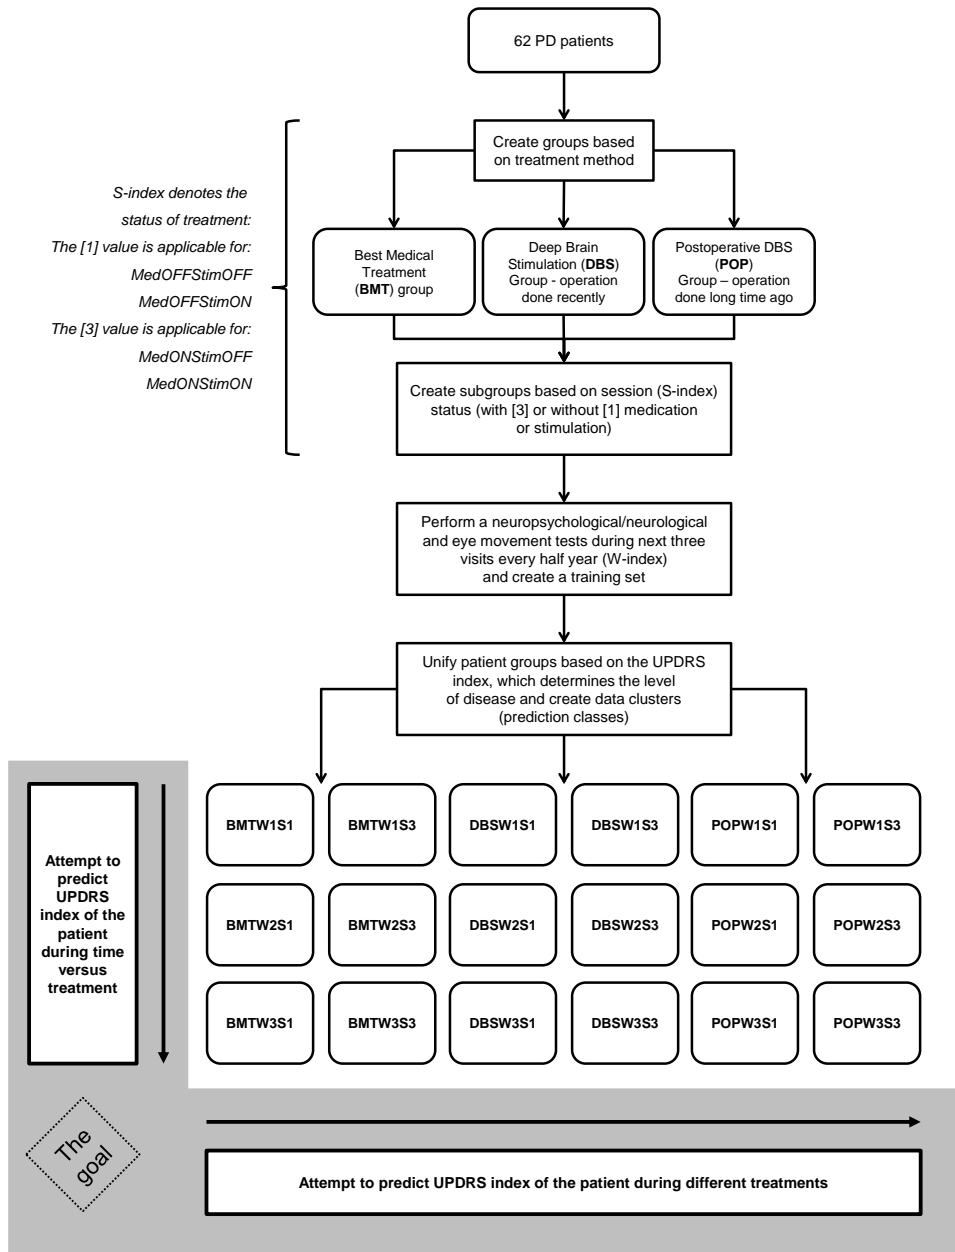 62 PD patients
Create groups based
on treatment method
S-index denotes the
status of treatment:
The [1] value is applicable for:
MedOFFStimOFF
MedOFFStimON
The [3] value is applicable for:
MedONStimOFF
MedONStimON
Best Medical
Treatment
(BMT) group
Deep Brain
Stimulation (DBS)
Group - operation
done recently
Postoperative DBS
(POP)
Group – operation
done long time ago
Create subgroups based on session (S-index)
status (with [3] or without [1] medication
or stimulation)
Perform a neuropsychological/neurological
and eye movement tests during next three
visits every half year (W-index)
and create a training set
Unify patient groups based on the UPDRS
index, which determines the level
of disease and create data clusters
(prediction classes)
Attempt to
predict
UPDRS
index of the
patient
during time
versus
treatment
BMTW1S1
BMTW1S3
DBSW1S1
DBSW1S3
POPW1S1
POPW1S3
BMTW2S1
BMTW2S3
DBSW2S1
DBSW2S3
POPW2S1
POPW2S3
BMTW3S1
BMTW3S3
DBSW3S1
DBSW3S3
POPW3S1
POPW3S3
The
goal
Attempt to predict UPDRS index of the patient during different treatments